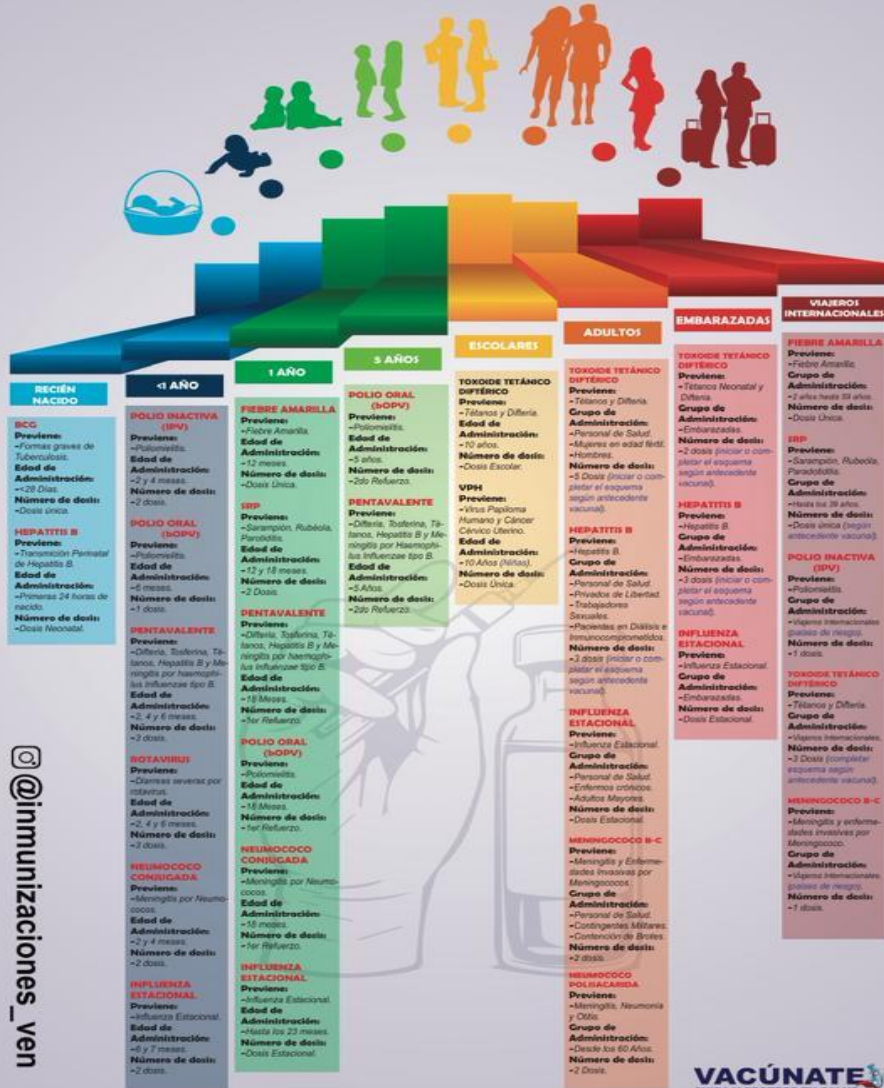 RECIÉN
NACIDO
BCG
Previene:
-Formas graves de
Tuberculosis.
Edad de
Administración:
-<28 Días.
Número de dosis:
-Dosis única.
HEPATITIS B
Previene:
-Transmición Perinatal
de Hepatitis B.
Edad de
Administración:
-Primeras 24 horas de
nacido.
Número de dosis:
-Dosis Neonatal.
<1 AÑO
POLIO INACTIVA
(IPV)
Previene:
-Poliomielitis.
Edad de
Administración:
-2 y 4 meses.
Número de dosis:
-2 dosis.
POLIO ORAL
(bOPV)
Previene:
-Poliomielitis.
Edad de
Administración:
-6 meses.
Número de dosis:
-1 dosis.
PENTAVALENTE
Previene:
-Difteria, Tosferina, Té-
tanos, Hepatitis B y Me-
ningitis por haemophi-
lus influenzae tipo B.
Edad de
Administración:
-2, 4 y 6 meses.
Número de dosis:
-3 dosis.
ROTAVIRUS
Previene:
-Diarreas severas por
rotavirus.
Edad de
Administración:
-2, 4 y 6 meses.
Número de dosis:
-3 dosis.
NEUMOCOCO
CONJUGADA
Previene:
-Meningitis por Neumo-
cocos.
Edad de
Administración:
-2 y 4 meses.
Número de dosis:
-2 dosis.
INFLUENZA
ESTACIONAL
Previene:
-Influenza Estacional.
Edad de
Administración:
-6 y 7 meses.
Número de dosis:
-2 dosis.
1 AÑO
FIEBRE AMARILLA
Previene:
-Fiebre Amarilla.
Edad de
Administración:
-12 meses.
Número de dosis:
-Dosis Única.
SRP
Previene:
-Sarampión, Rubéola,
Parotiditis.
Edad de
Administración:
-12 y 18 meses.
Número de dosis:
-2 Dosis.
PENTAVALENTE
Previene:
-Difteria, Tosferina, Té-
tanos, Hepatitis B y Me-
ningitis por haemophi-
lus influenzae tipo B.
Edad de
Administración:
-18 Meses.
Número de dosis:
-1er Refuerzo.
POLIO ORAL
(bOPV)
Previene:
-Poliomielitis.
Edad de
Administración:
-18 Meses.
Número de dosis:
-1er Refuerzo.
NEUMOCOCO
CONJUGADA
Previene:
-Meningitis por Neumo-
cocos.
Edad de
Administración:
-18 meses.
Número de dosis:
-1er Refuerzo.
INFLUENZA
ESTACIONAL
Previene:
-Influenza Estacional.
Edad de
Administración:
-Hasta los 23 meses.
Número de dosis:
-Dosis Estacional.
5 AÑOS
POLIO ORAL
(bOPV)
Previene:
-Poliomielitis.
Edad de
Administración:
-5 años.
Número de dosis:
-2do Refuerzo.
PENTAVALENTE
Previene:
-Difteria, Tosferina, Té-
tanos, Hepatitis B y Me-
ningitis por Haemophi-
lus Influenzae tipo B.
Edad de
Administración:
-5 Años.
Número de dosis:
-2do Refuerzo.
ESCOLARES
TOXOIDE TETÁNICO
DIFTÉRICO
Previene:
-Tétanos y Difteria.
Edad de
Administración:
-10 años.
Número de dosis:
-Dosis Escolar.
VPH
Previene:
-Virus Papiloma
Humano y Cáncer
Cérvico Uterino.
Edad de
Administración:
-10 Años (Niñas).
Número de dosis:
-Dosis Única.
ADULTOS
TOXOIDE TETÁNICO
DIFTÉRICO
Previene:
-Tétanos y Difteria.
Grupo de
Administración:
-Personal de Salud.
-Mujeres en edad fértil.
-Hombres.
Número de dosis:
-5 Dosis (iniciar o com-
pletar el esquema
según antecedente
vacunal).
HEPATITIS B
Previene:
-Hepatitis B.
Grupo de
Administración:
-Personal de Salud.
-Privados de Libertad.
-Trabajadores
Sexuales.
-Pacientes en Diálisis e
Inmunocomprometidos.
Número de dosis:
-3 dosis (iniciar o com-
pletar el esquema
según antecedente
vacunal).
INFLUENZA
ESTACIONAL
Previene:
-Influenza Estacional.
Grupo de
Administración:
-Personal de Salud.
-Enfermos crónicos.
-Adultos Mayores.
Número de dosis:
-Dosis Estacional.
MENINGOCOCO B-C
Previene:
-Meningitis y Enferme-
dades Invasivas por
Meningococos.
Grupo de
Administración:
-Personal de Salud.
-Contingentes Militares.
-Contención de Brotes.
Número de dosis:
-2 dosis.
NEUMOCOCO
POLISACARIDA
Previene:
-Meningitis, Neumonía
y Otitis.
Grupo de
Administración:
-Desde los 60 Años.
Número de dosis:
-2 Dosis.
EMBARAZADAS
TOXOIDE TETÁNICO
DIFTÉRICO
Previene:
-Tétanos Neonatal y
Difteria.
Grupo de
Administración:
-Embarazadas.
Número de dosis:
-2 dosis (iniciar o com-
pletar el esquema
según antecedente
vacunal).
HEPATITIS B
Previene:
-Hepatitis B.
Grupo de
Administración:
-Embarazadas.
Número de dosis:
-3 dosis (iniciar o com-
pletar el esquema
según antecedente
vacunal).
INFLUENZA
ESTACIONAL
Previene:
-Influenza Estacional.
Grupo de
Administración:
-Embarazadas.
Número de dosis:
-Dosis Estacional.
VIAJEROS
INTERNACIONALES
FIEBRE AMARILLA
Previene:
-Fiebre Amarilla.
Grupo de
Administración:
-2 años hasta 59 años.
Número de dosis:
-Dosis Única.
SRP
Previene:
-Sarampión, Rubéola,
Paradotiditis.
Grupo de
Administración:
-Hasta los 39 años.
Número de dosis:
-Dosis única (según
antecedente vacunal).
POLIO INACTIVA
(IPV)
Previene:
-Poliomielitis.
Grupo de
Administración:
-Viajeros Internacionales
(países de riesgo).
Número de dosis:
-1 dosis.
TOXOIDE TETÁNICO
DIFTÉRICO
Previene:
-Tétanos y Difteria.
Grupo de
Administración:
-Viajeros Internacionales.
Número de dosis:
-3 Dosis (completar
esquema según
antecedente vacunal).
MENINGOCOCO B-C
Previene:
-Meningitis y enferme-
dades invasivas por
Meningococo.
Grupo de
Administración:
-Viajeros Internacionales
(países de riesgo).
Número de dosis:
-1 dosis.
@inmunizaciones_ven
VACÚNATE